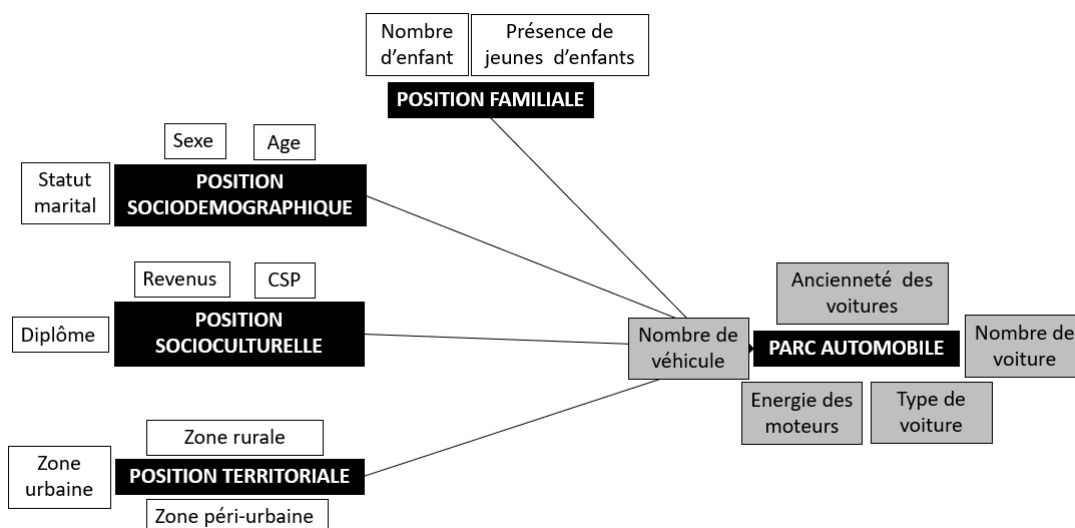 Nombre
d'enfant
Présence de
jeunes d'enfants
POSITION FAMILIALE
Sexe
Age
Statut
marital
POSITION
SOCIODEMOGRAPHIQUE
Revenus
CSP
Diplôme
POSITION
SOCIOCULTURELLE
Zone rurale
Zone
urbaine
POSITION TERRITORIALE
Zone péri-urbaine
Nombre de
véhicule
Ancienneté des
voitures
PARC AUTOMOBILE
Nombre de
voiture
Energie des
moteurs
Type de
voiture